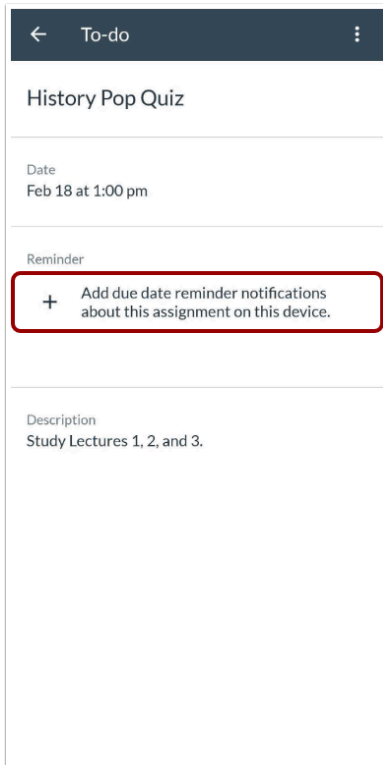 To-do
History Pop Quiz
Date
Feb 18 at 1:00 pm
Reminder
Add due date reminder notifications
about this assignment on this device.
Description
Study Lectures 1, 2, and 3.